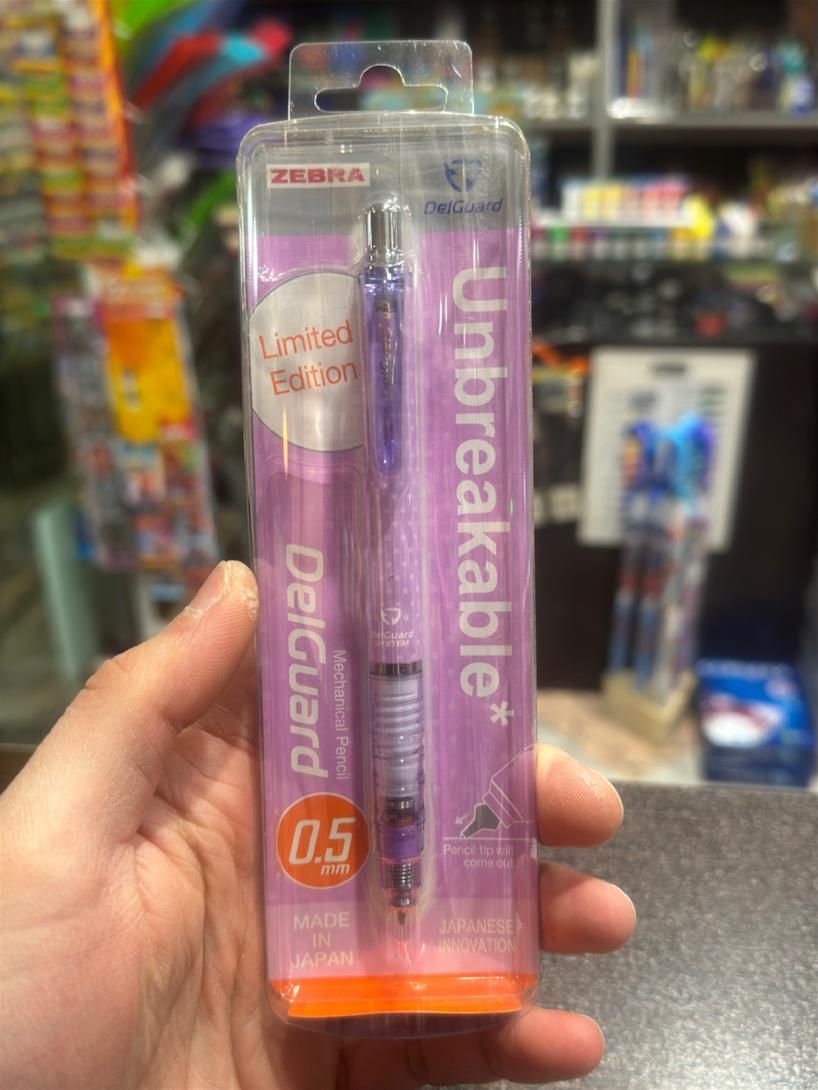 ZEBRA
DelGuard
Limited
Edition
Unbreakable*
DelGuard
Mechanical Pencil
DelGuard
SYSTEM
0.5
mm
Pencil tip will
come out
MADE
IN
JAPAN
JAPANESE
INNOVATION